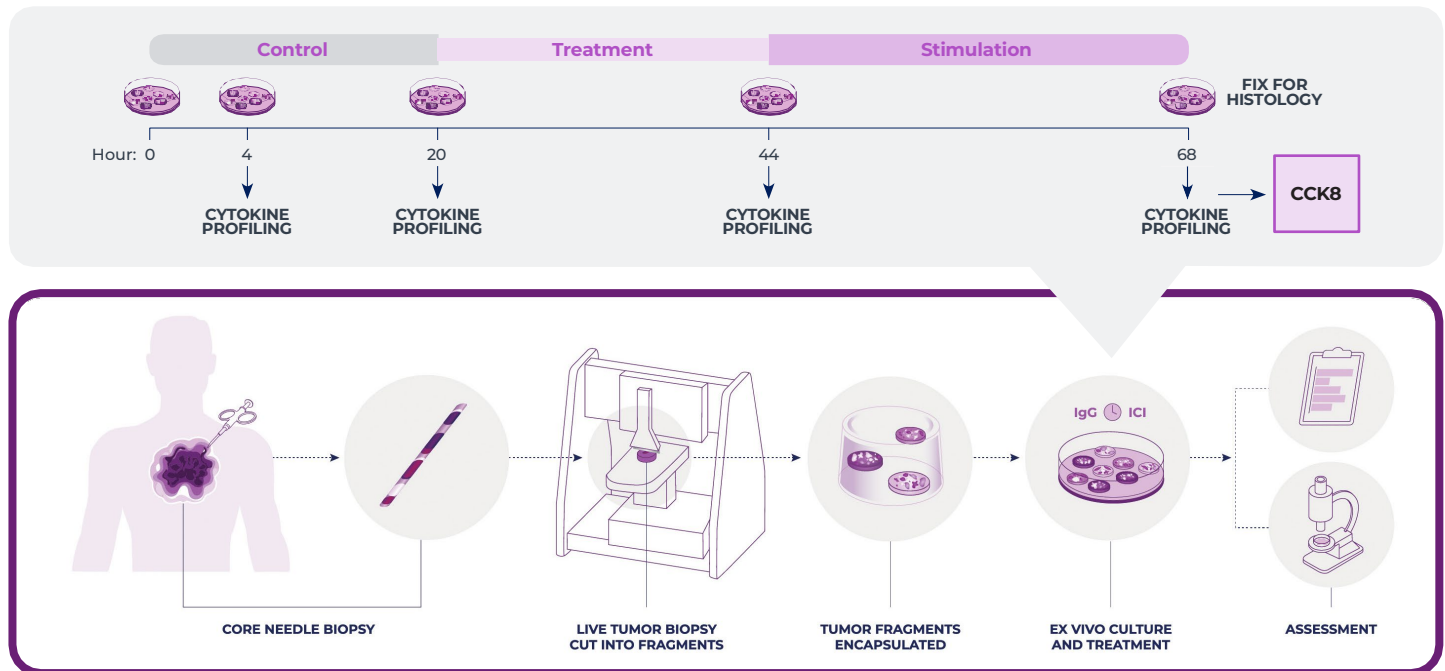 Control
Treatment
Stimulation
FIX FOR
HISTOLOGY
Hour: 0
4
20
44
68
CYTOKINE
PROFILING
CYTOKINE
PROFILING
CYTOKINE
PROFILING
CYTOKINE
PROFILING
CCK8
IgG
ICI
CORE NEEDLE BIOPSY
LIVE TUMOR BIOPSY
CUT INTO FRAGMENTS
TUMOR FRAGMENTS
ENCAPSULATED
EX VIVO CULTURE
AND TREATMENT
ASSESSMENT